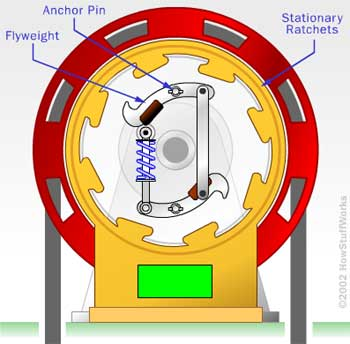 Anchor Pin
Flyweight
Stationary
Ratchets
©2002 HowStuffWorks